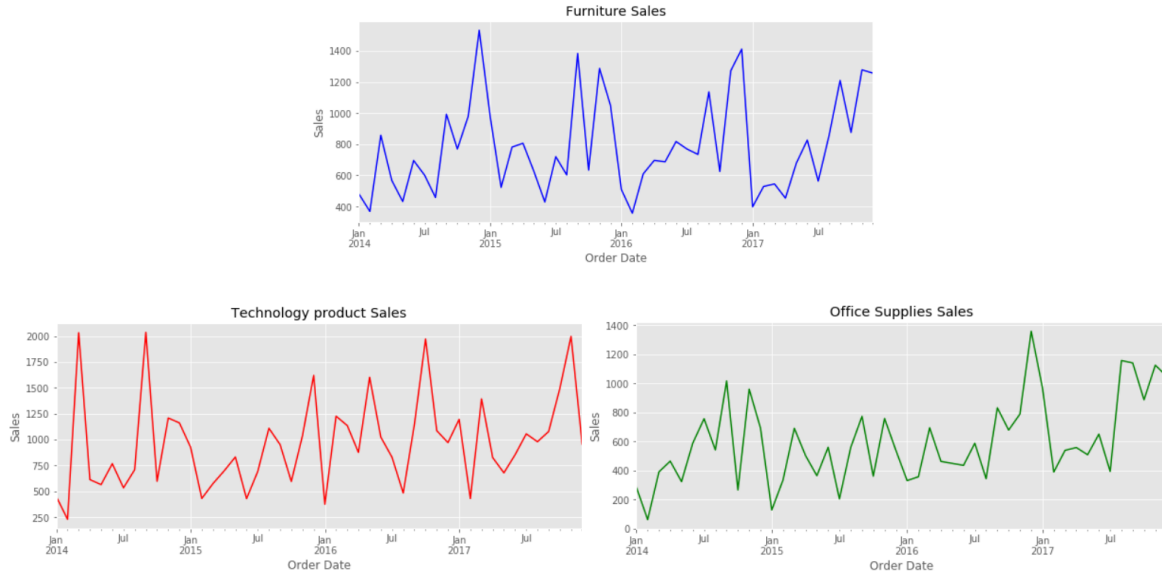 Furniture Sales
1400
1200
1000
800
600
400
Sales
Jan Jul Jan Jul Jan Jul Jan Jul
2014 2015 2016 2017
Order Date
Technology product Sales
2000
1750
1500
1250
1000
750
500
250
Sales
Jan Jul Jan Jul Jan Jul Jan Jul
2014 2015 2016 2017
Order Date
Office Supplies Sales
1400
1200
1000
800
600
400
200
0
Sales
Jan Jul Jan Jul Jan Jul Jan Jul
2014 2015 2016 2017
Order Date